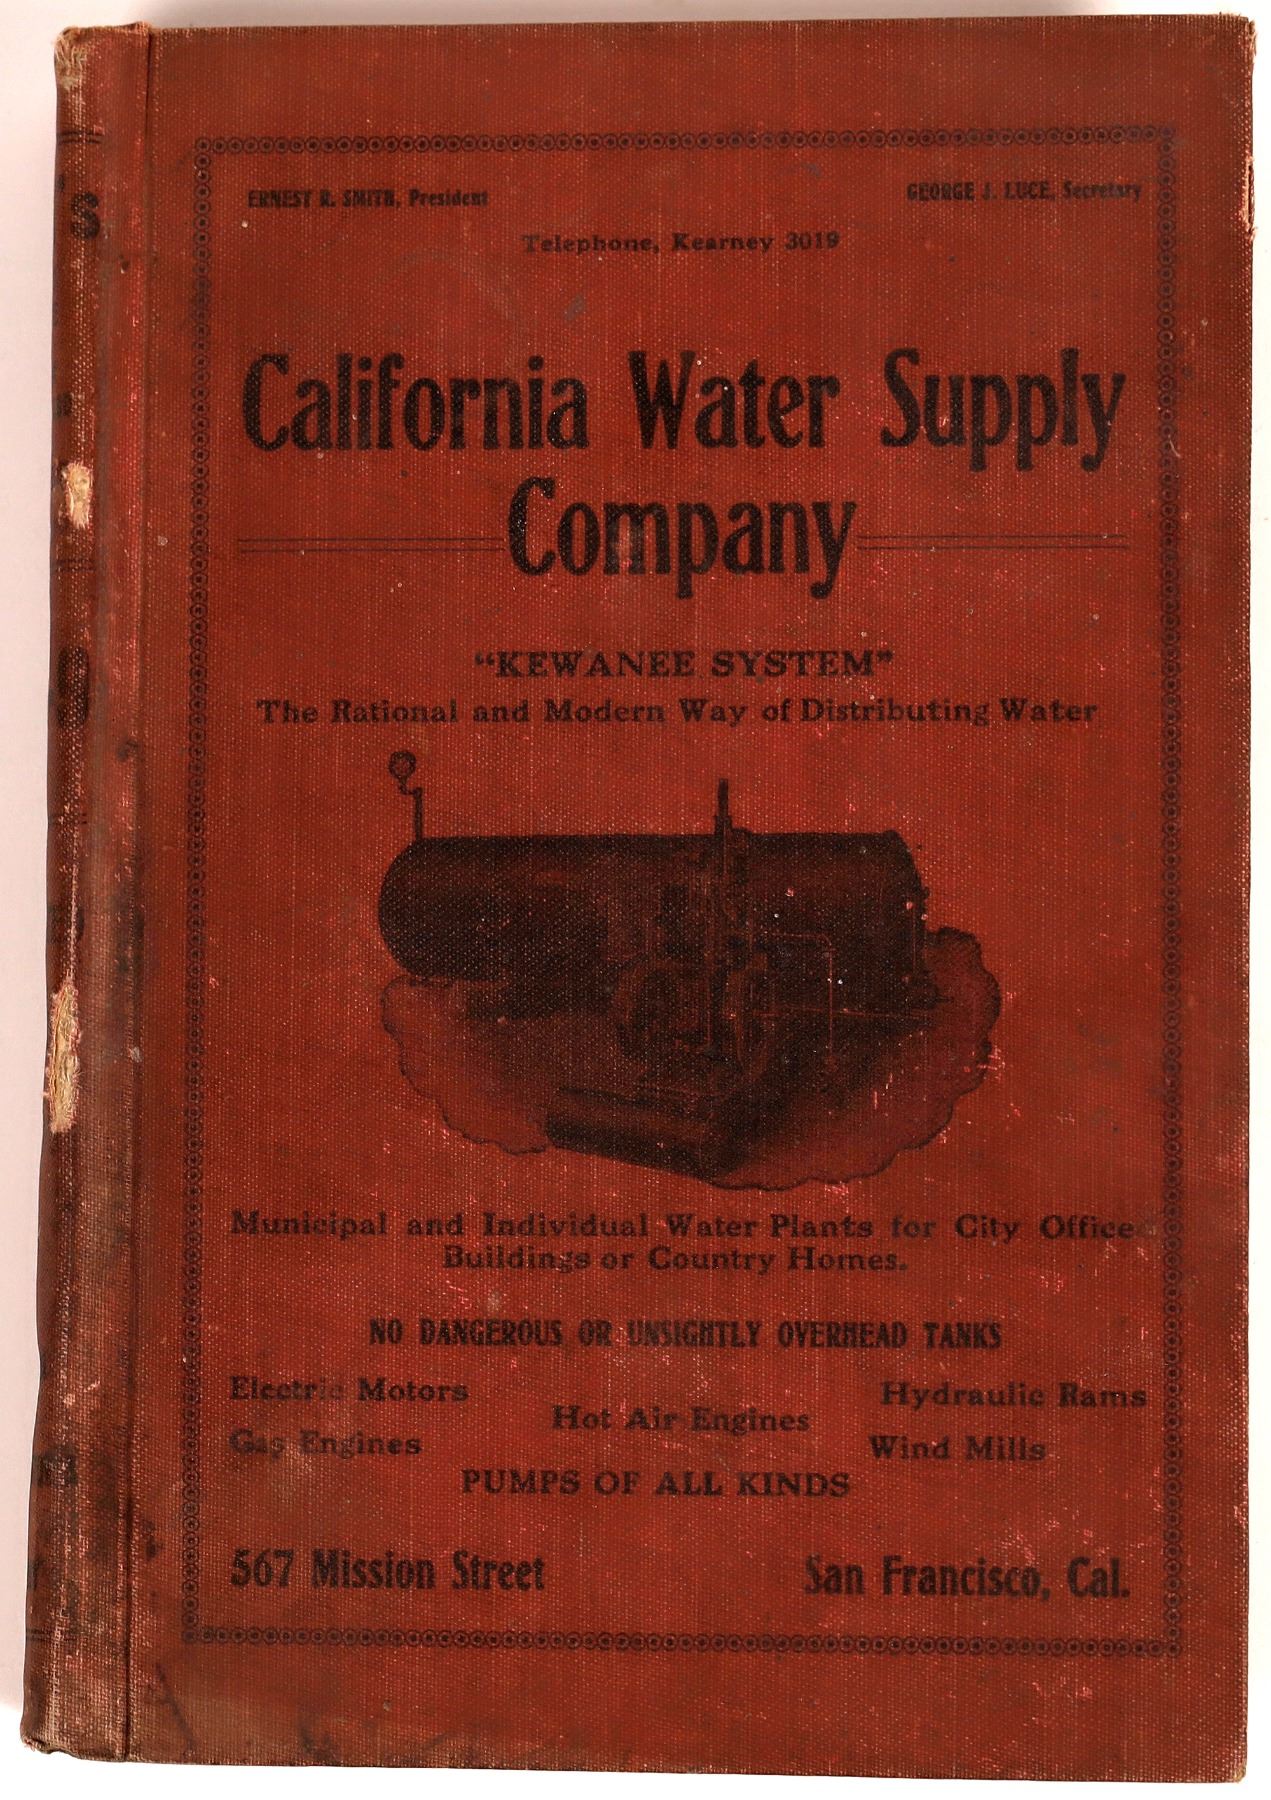 ERNEST R. SMITH, President
GEORGE J. LUCE, Secretary
Telephone, Kearney 3019
California Water Supply
Company
"KEWANEE SYSTEM"
The Rational and Modern Way of Distributing Water
Municipal and Individual Water Plants for City Office
Buildings or Country Homes.
NO DANGEROUS OR UNSIGHTLY OVERHEAD TANKS
Electric Motors
Hydraulic Rams
Hot Air Engines
Gas Engines
Wind Mills
PUMPS OF ALL KINDS
567 Mission Street
San Francisco, Cal.